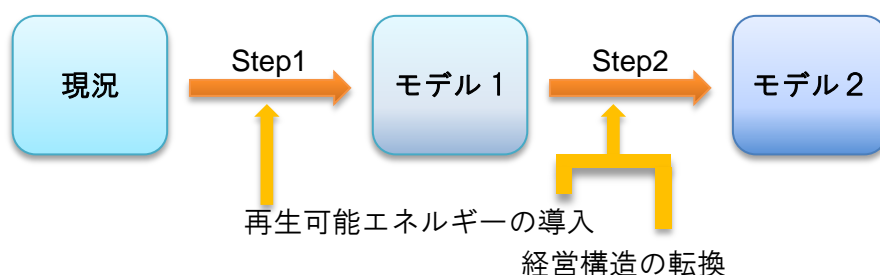 現況
Step1
モデル１
Step2
モデル２
再生可能エネルギーの導入
経営構造の転換